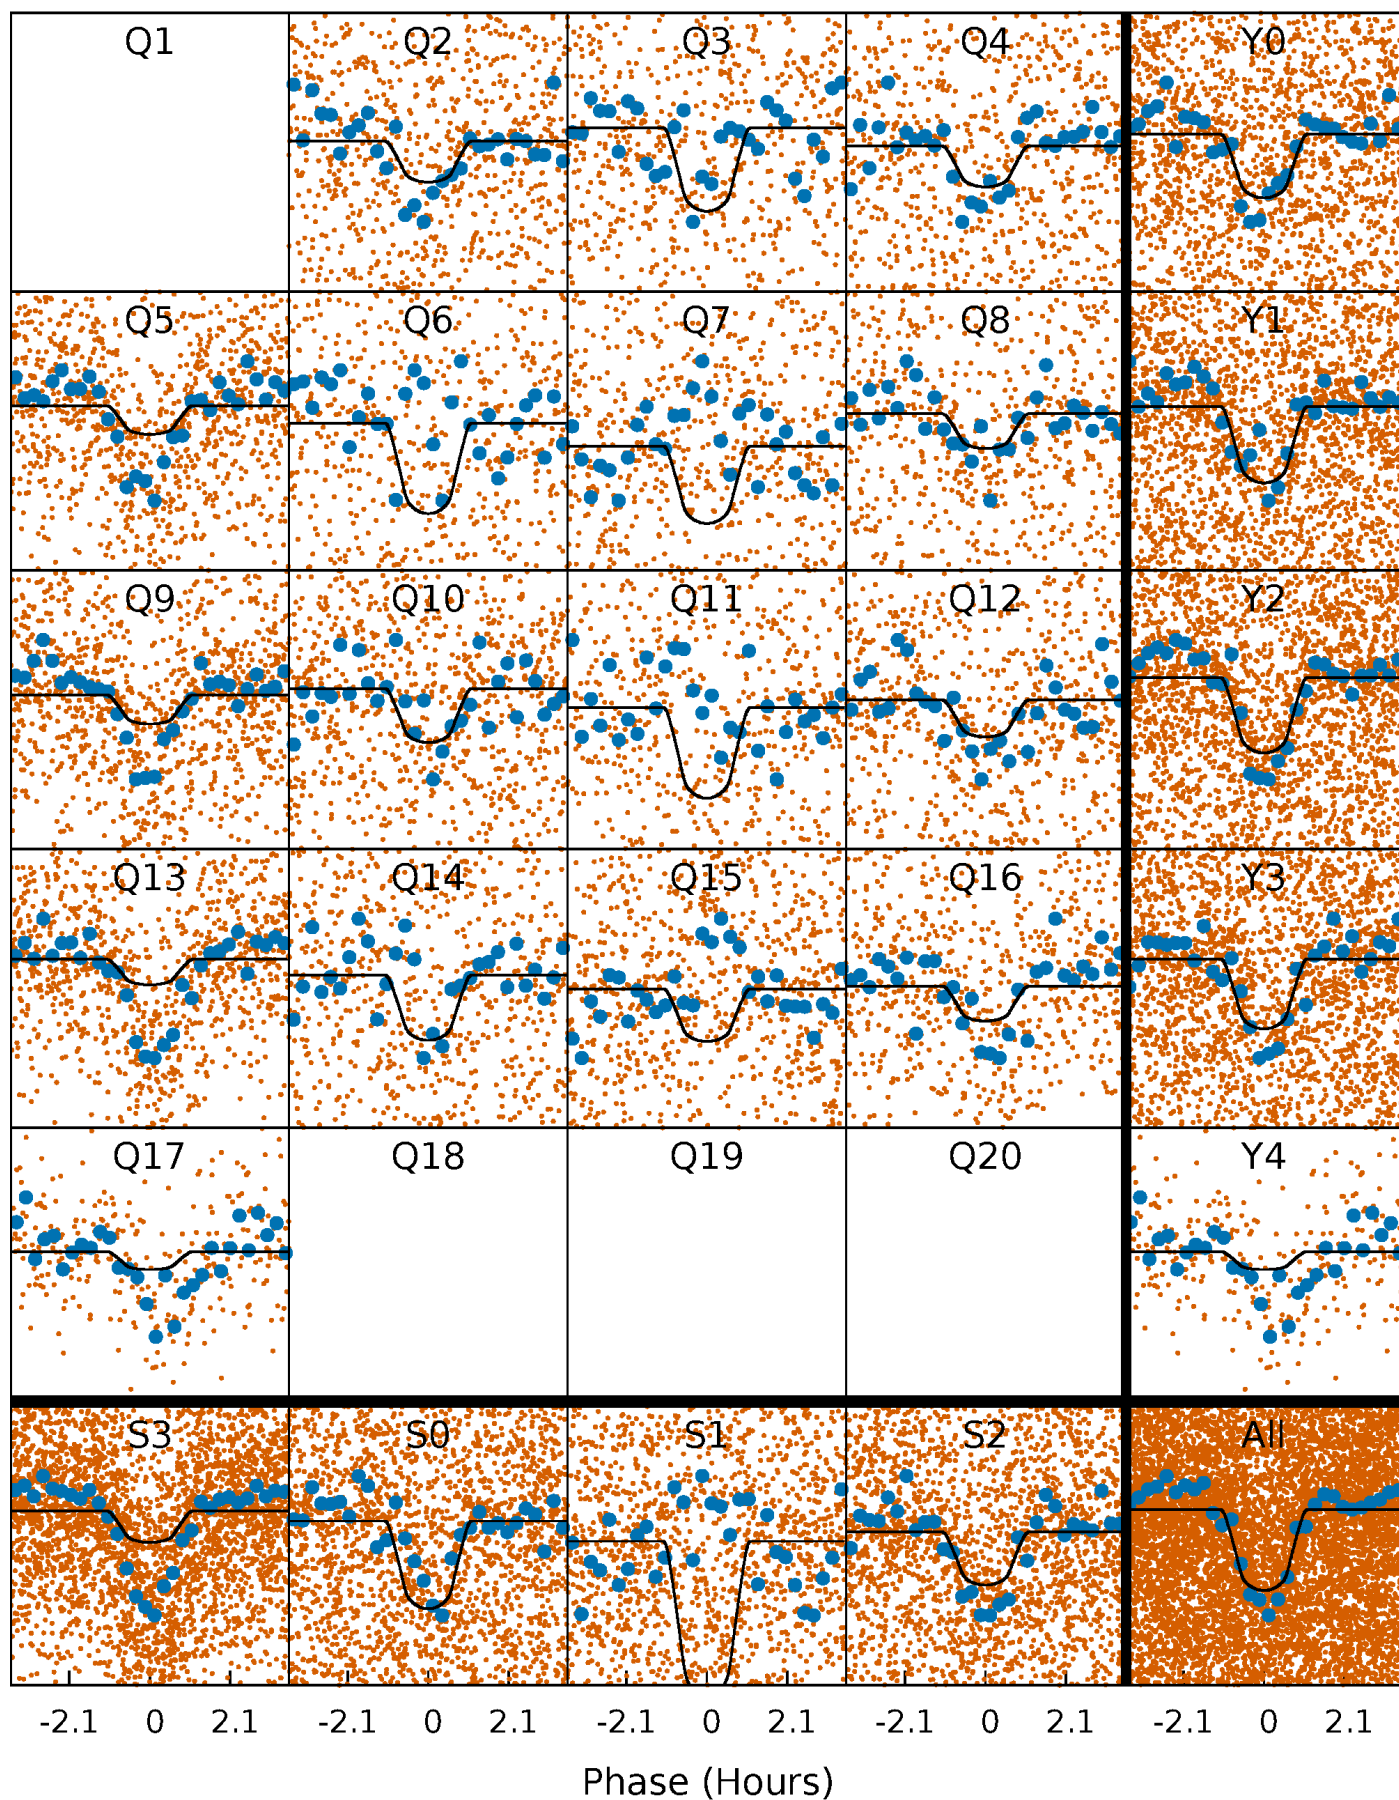 Q1 Q2 Q3 Q4 Y0
Q5 Q6 Q7 Q8 Y1
Q9 Q10 Q11 Q12 Y2
Q13 Q14 Q15 Q16 Y3
Q17 Q18 Q19 Q20 Y4
S3 S0 S1 S2 All
-2.1 0 2.1 -2.1 0 2.1 -2.1 0 2.1 -2.1 0 2.1 -2.1 0 2.1
Phase (Hours)